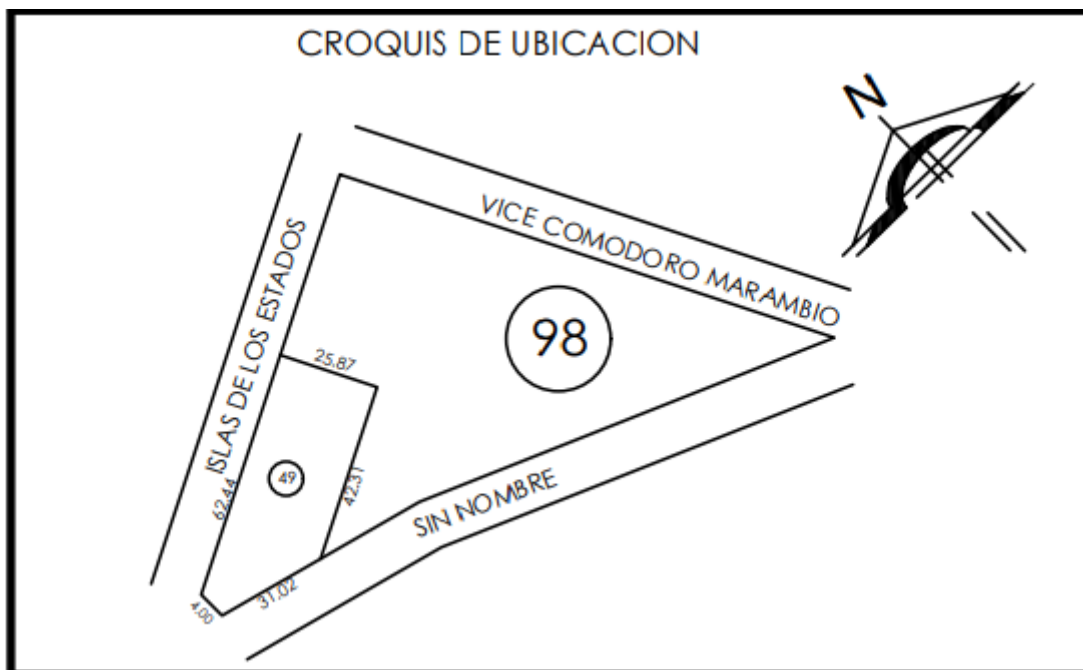 CROQUIS DE UBICACION
N
VICE COMODORO MARAMBIO
ISLAS DE LOS ESTADOS
98
25.87
49
42.31
62.44
SIN NOMBRE
31.02
4.00